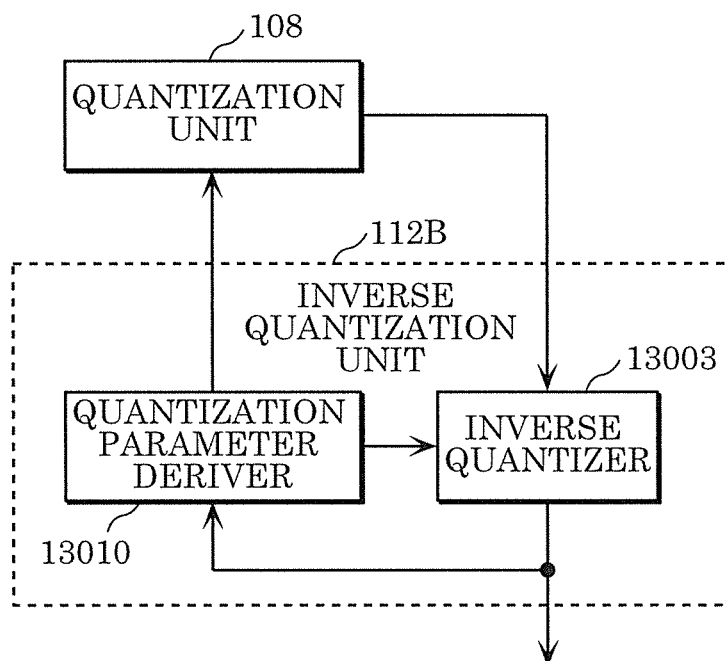 108
QUANTIZATION
UNIT
112B
INVERSE
QUANTIZATION
UNIT
13003
QUANTIZATION
PARAMETER
DERIVER
INVERSE
QUANTIZER
13010